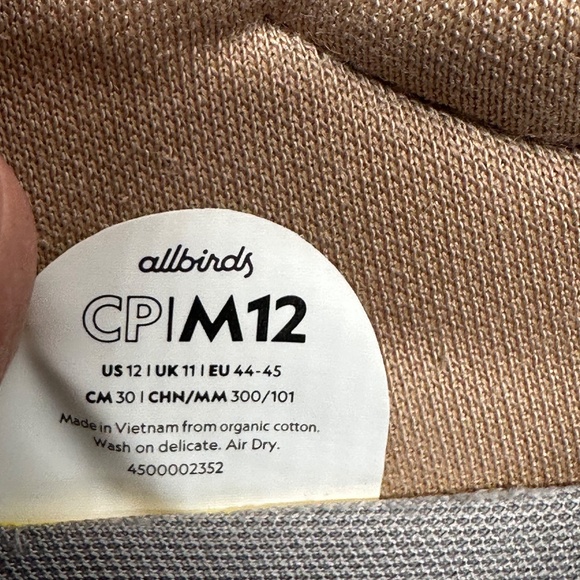 allbirds
CP|M12
US 12 | UK 11 | EU 44-45
CM 30 | CHN/MM 300/101
Made in Vietnam from organic cotton.
Wash on delicate. Air Dry.
4500002352